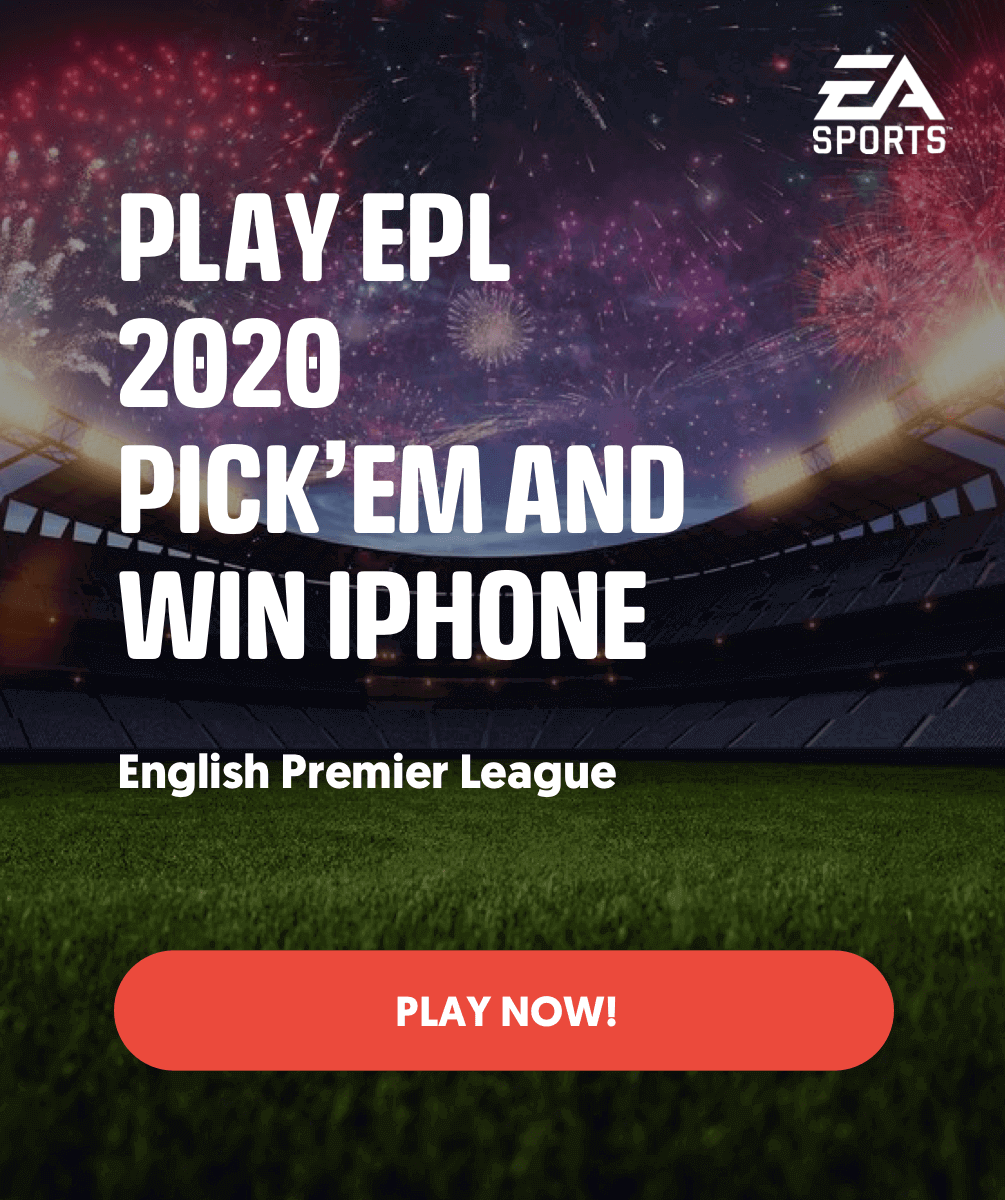 EA
SPORTS
PLAY EPL
2020
PICK’EM AND
WIN IPHONE
English Premier League
PLAY NOW!